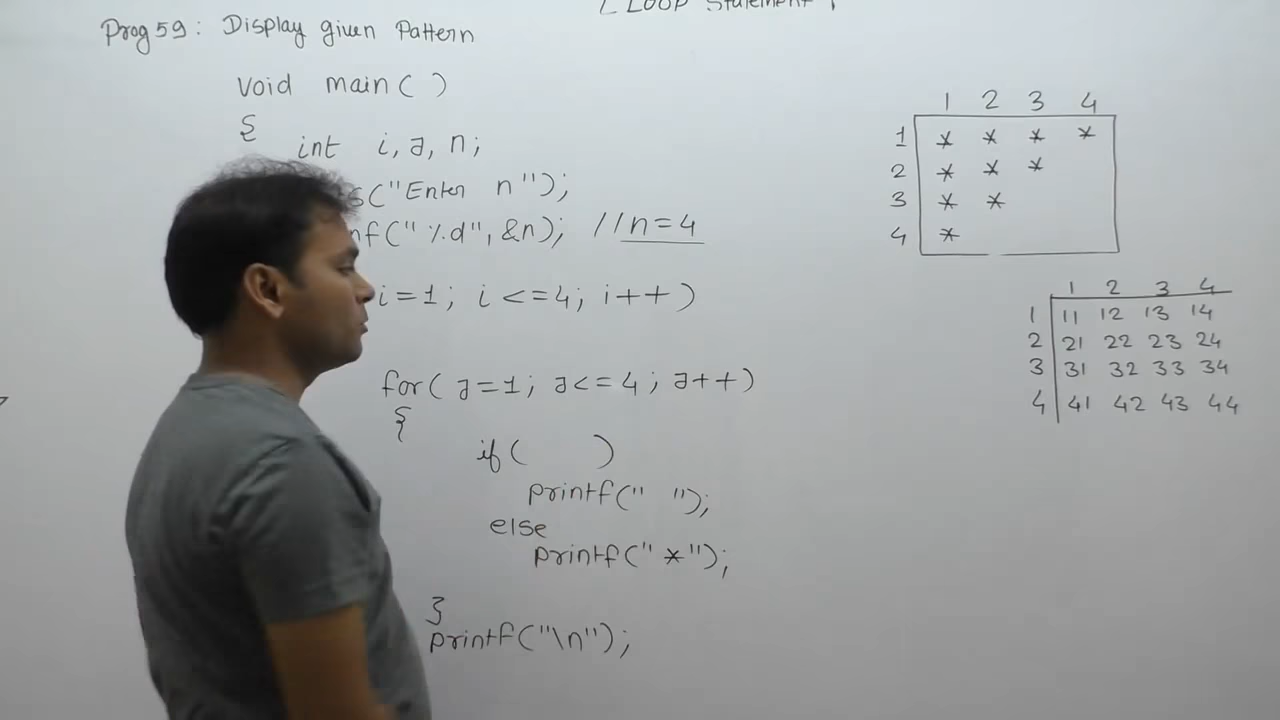 [ Loop Statement ]
Prog 59: Display given Pattern
void main( )
{
int i, J, n;
s("Enter n");
nf("%d", &n); //n=4
i=1; i<=4; i++)
for( J=1; J<=4; J++)
{
if( )
printf(" ");
else
printf(" *");
}
printf("\n");
1 2 3 4
1 * * * *
2 * * *
3 * *
4 *
1 2 3 4
1 11 12 13 14
2 21 22 23 24
3 31 32 33 34
4 41 42 43 44